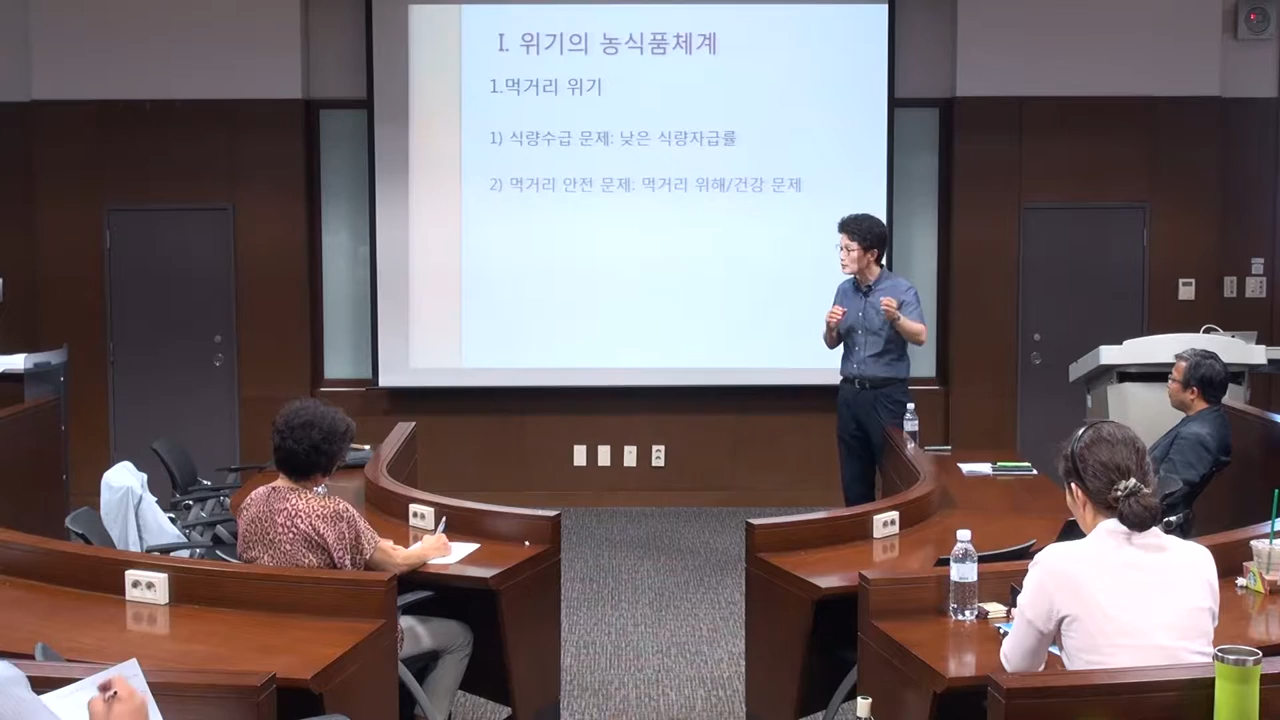 I. 위기의 농식품체계
1.먹거리 위기
1) 식량수급 문제: 낮은 식량자급률
2) 먹거리 안전 문제: 먹거리 위해/건강 문제